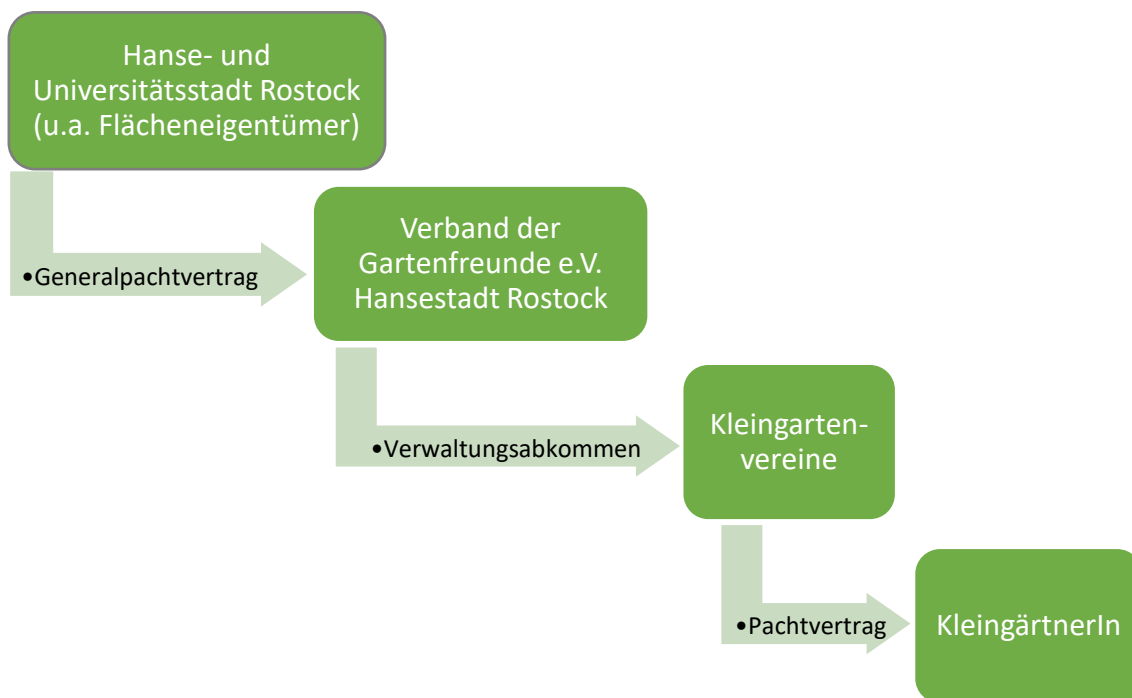 Hanse- und
Universitätsstadt Rostock
(u.a. Flächeneigentümer)
•Generalpachtvertrag
Verband der
Gartenfreunde e.V.
Hansestadt Rostock
•Verwaltungsabkommen
Kleingarten-
vereine
•Pachtvertrag
KleingärtnerIn